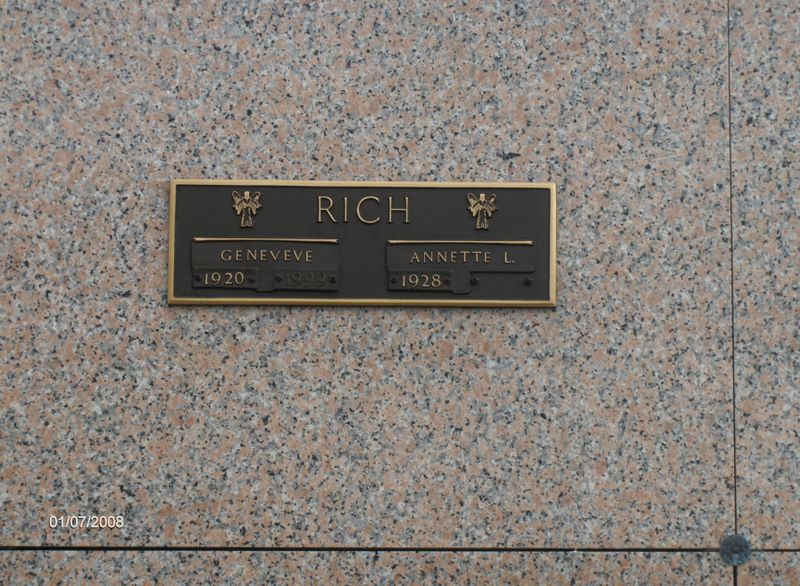 RICH
GENEVEVE
ANNETTE L.
1920
1928
01/07/2008